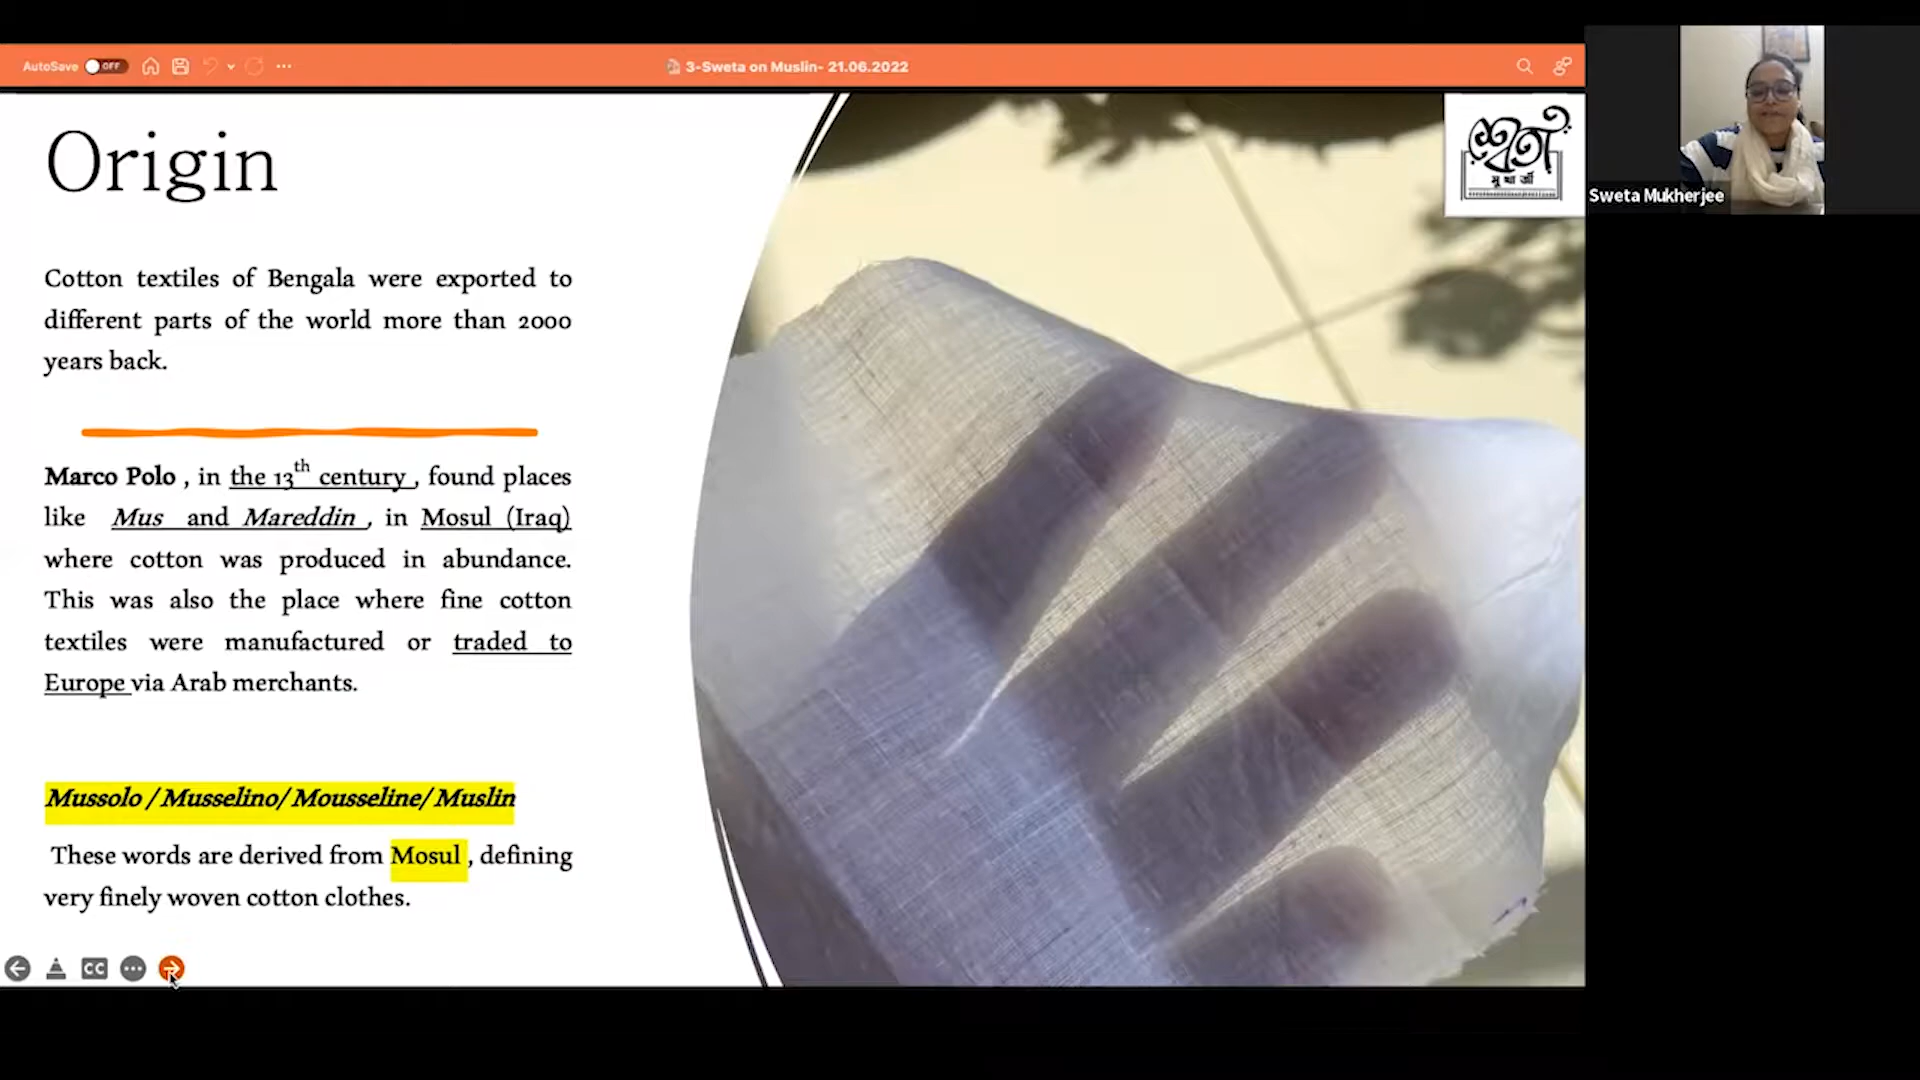 AutoSave OFF
3-Sweta on Muslin- 21.06.2022
Origin
Cotton textiles of Bengala were exported to
different parts of the world more than 2000
years back.
Marco Polo , in the 13th century , found places
like Mus and Mareddin , in Mosul (Iraq)
where cotton was produced in abundance.
This was also the place where fine cotton
textiles were manufactured or traded to
Europe via Arab merchants.
Mussolo / Musselino/ Mousseline/ Muslin
These words are derived from Mosul , defining
very finely woven cotton clothes.
CC
শ্বেতা
মুখার্জী
Sweta Mukherjee